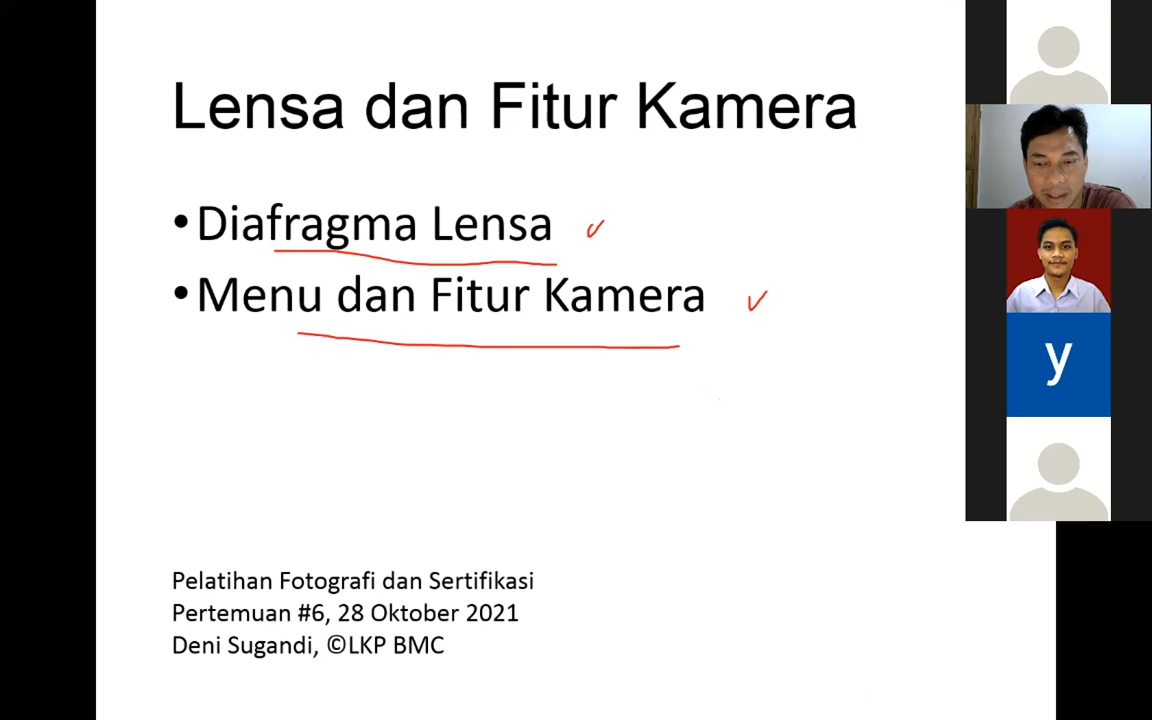 Lensa dan Fitur Kamera
•Diafragma Lensa
•Menu dan Fitur Kamera
y
Pelatihan Fotografi dan Sertifikasi
Pertemuan #6, 28 Oktober 2021
Deni Sugandi, ©LKP BMC